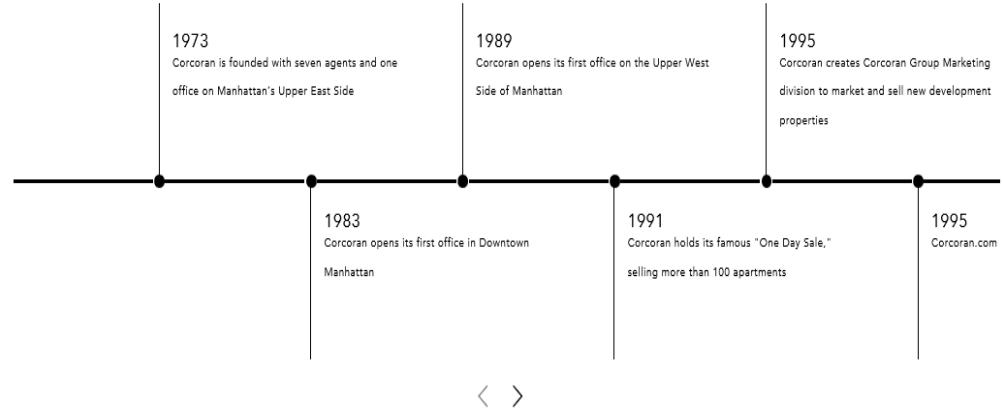 1973
Corcoran is founded with seven agents and one
office on Manhattan's Upper East Side
1983
Corcoran opens its first office in Downtown
Manhattan
1989
Corcoran opens its first office on the Upper West
Side of Manhattan
1991
Corcoran holds its famous "One Day Sale,"
selling more than 100 apartments
1995
Corcoran creates Corcoran Group Marketing
division to market and sell new development
properties
1995
Corcoran.com